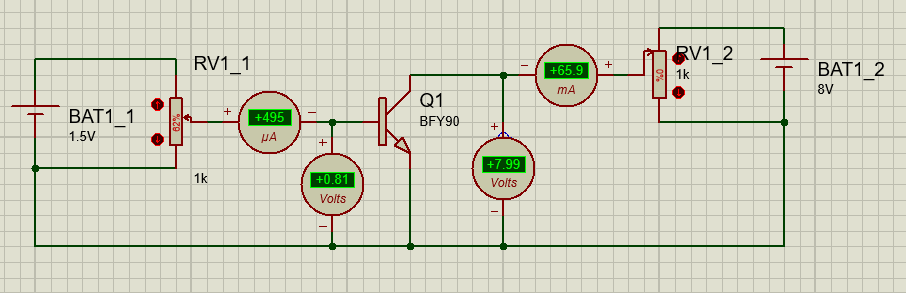 RV1_1
BAT1_1
1.5V
62%
1k
+
+495
µA
−
+
+0.81
Volts
−
Q1
BFY90
+
+7.99
Volts
−
−
+65.9
mA
+
RV1_2
1k
0%
BAT1_2
8V